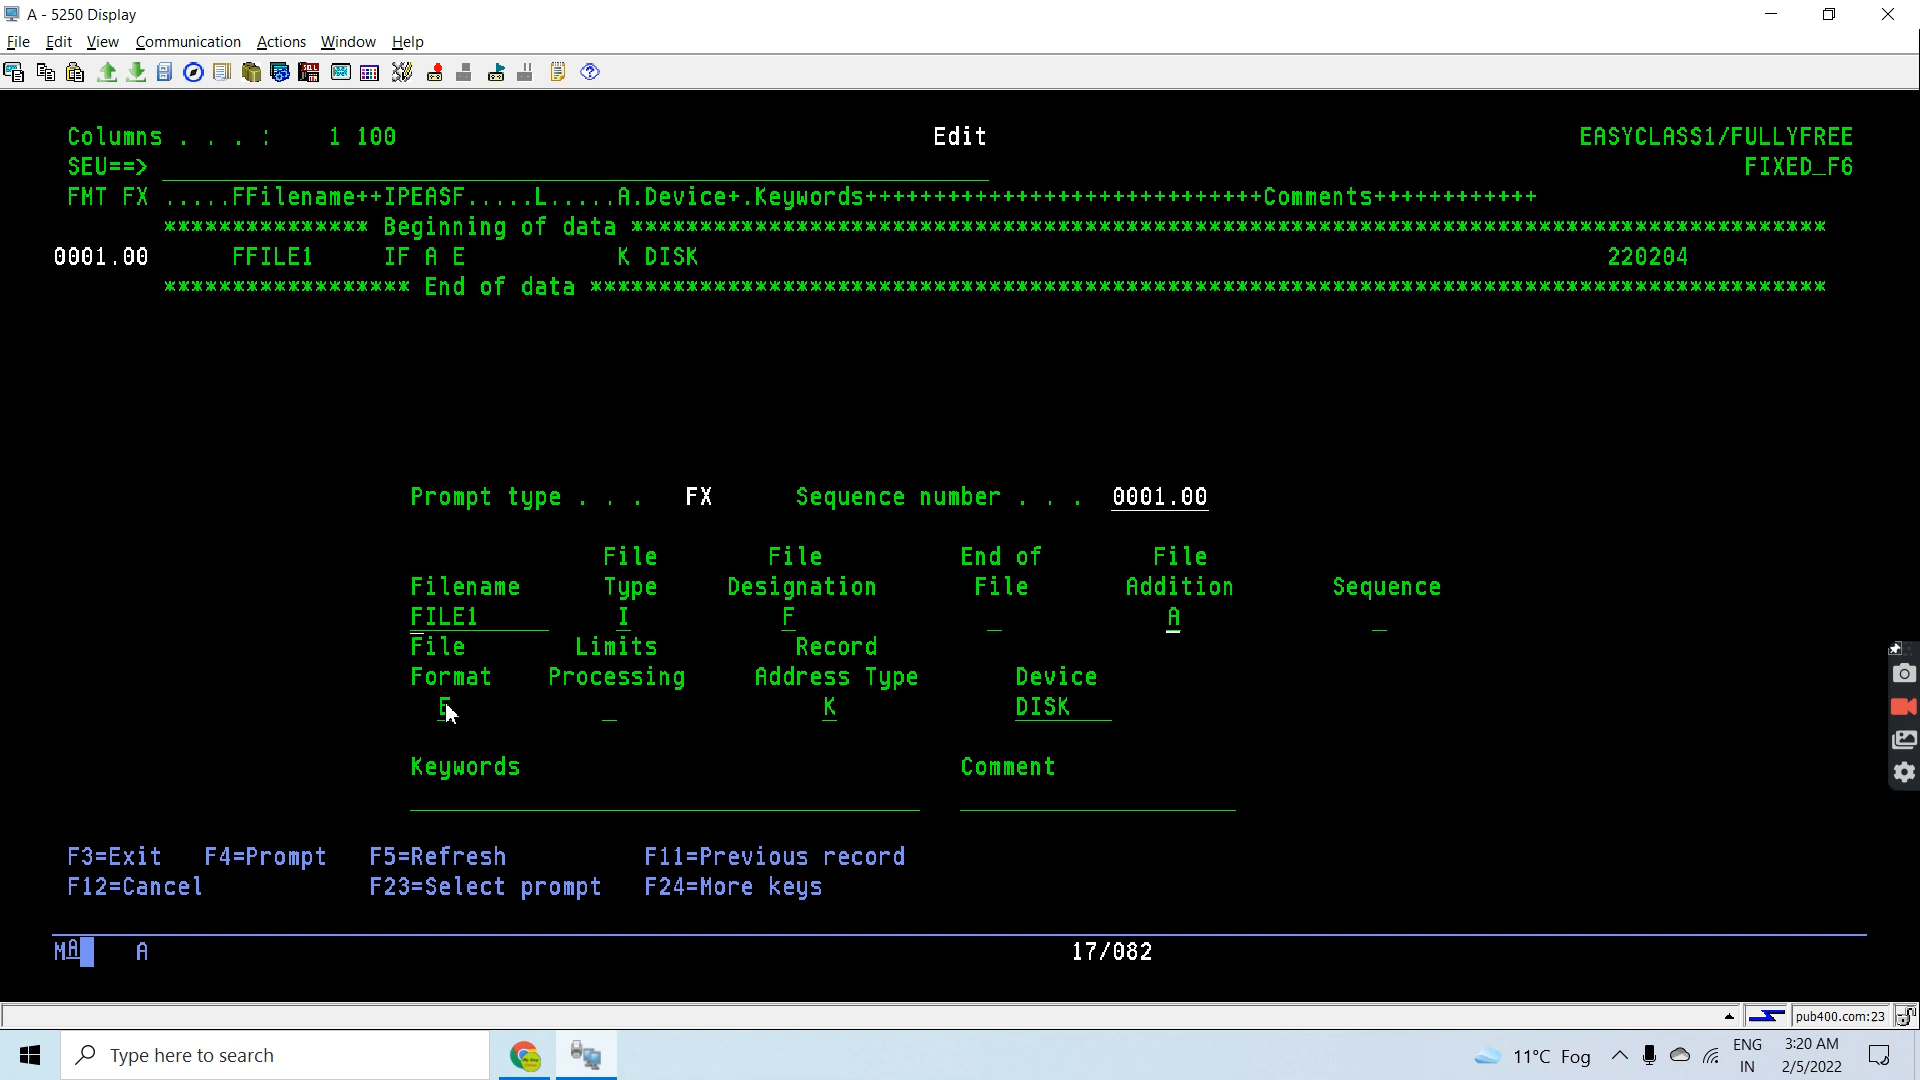 A - 5250 Display
File Edit View Communication Actions Window Help
Columns . . . : 1 100 Edit EASYCLASS1/FULLYFREE
SEU==> FIXED_F6
FMT FX .....FFilename++IPEASF.....L.....A.Device+.Keywords+++++++++++++++++++++++++++++Comments++++++++++++
*************** Beginning of data ***************************************************************************************
0001.00 FFILE1 IF A E K DISK 220204
****************** End of data ******************************************************************************************
Prompt type . . . FX Sequence number . . . 0001.00
File File End of File
Filename Type Designation File Addition Sequence
FILE1 I F _ A _
File Limits Record
Format Processing Address Type Device
E _ K DISK
Keywords Comment
F3=Exit F4=Prompt F5=Refresh F11=Previous record
F12=Cancel F23=Select prompt F24=More keys
MA A 17/082
pub400.com:23
Type here to search
11°C Fog
ENG
IN
3:20 AM
2/5/2022